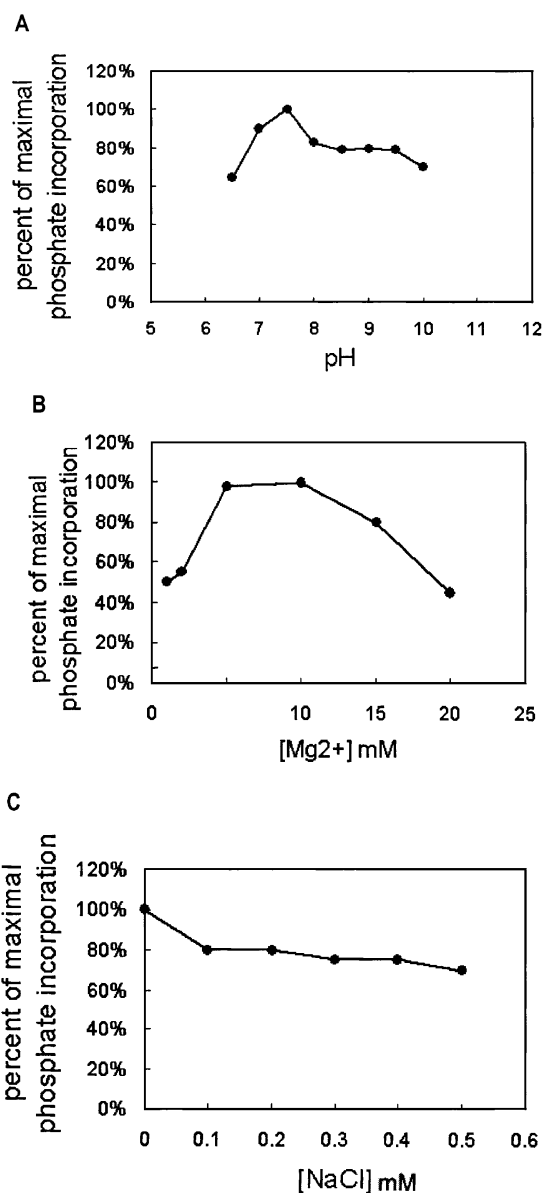 A
percent of maximal
phosphate incorporation
120%
100%
80%
60%
40%
20%
0%
5 6 7 8 9 10 11 12
pH
B
percent of maximal
phosphate incorporation
120%
100%
80%
60%
40%
20%
0%
0 10 15 20 25
[Mg2+] mM
C
percent of maximal
phosphate incorporation
120%
100%
80%
60%
40%
20%
0%
0 0.1 0.2 0.3 0.4 0.5 0.6
[NaCl] mM